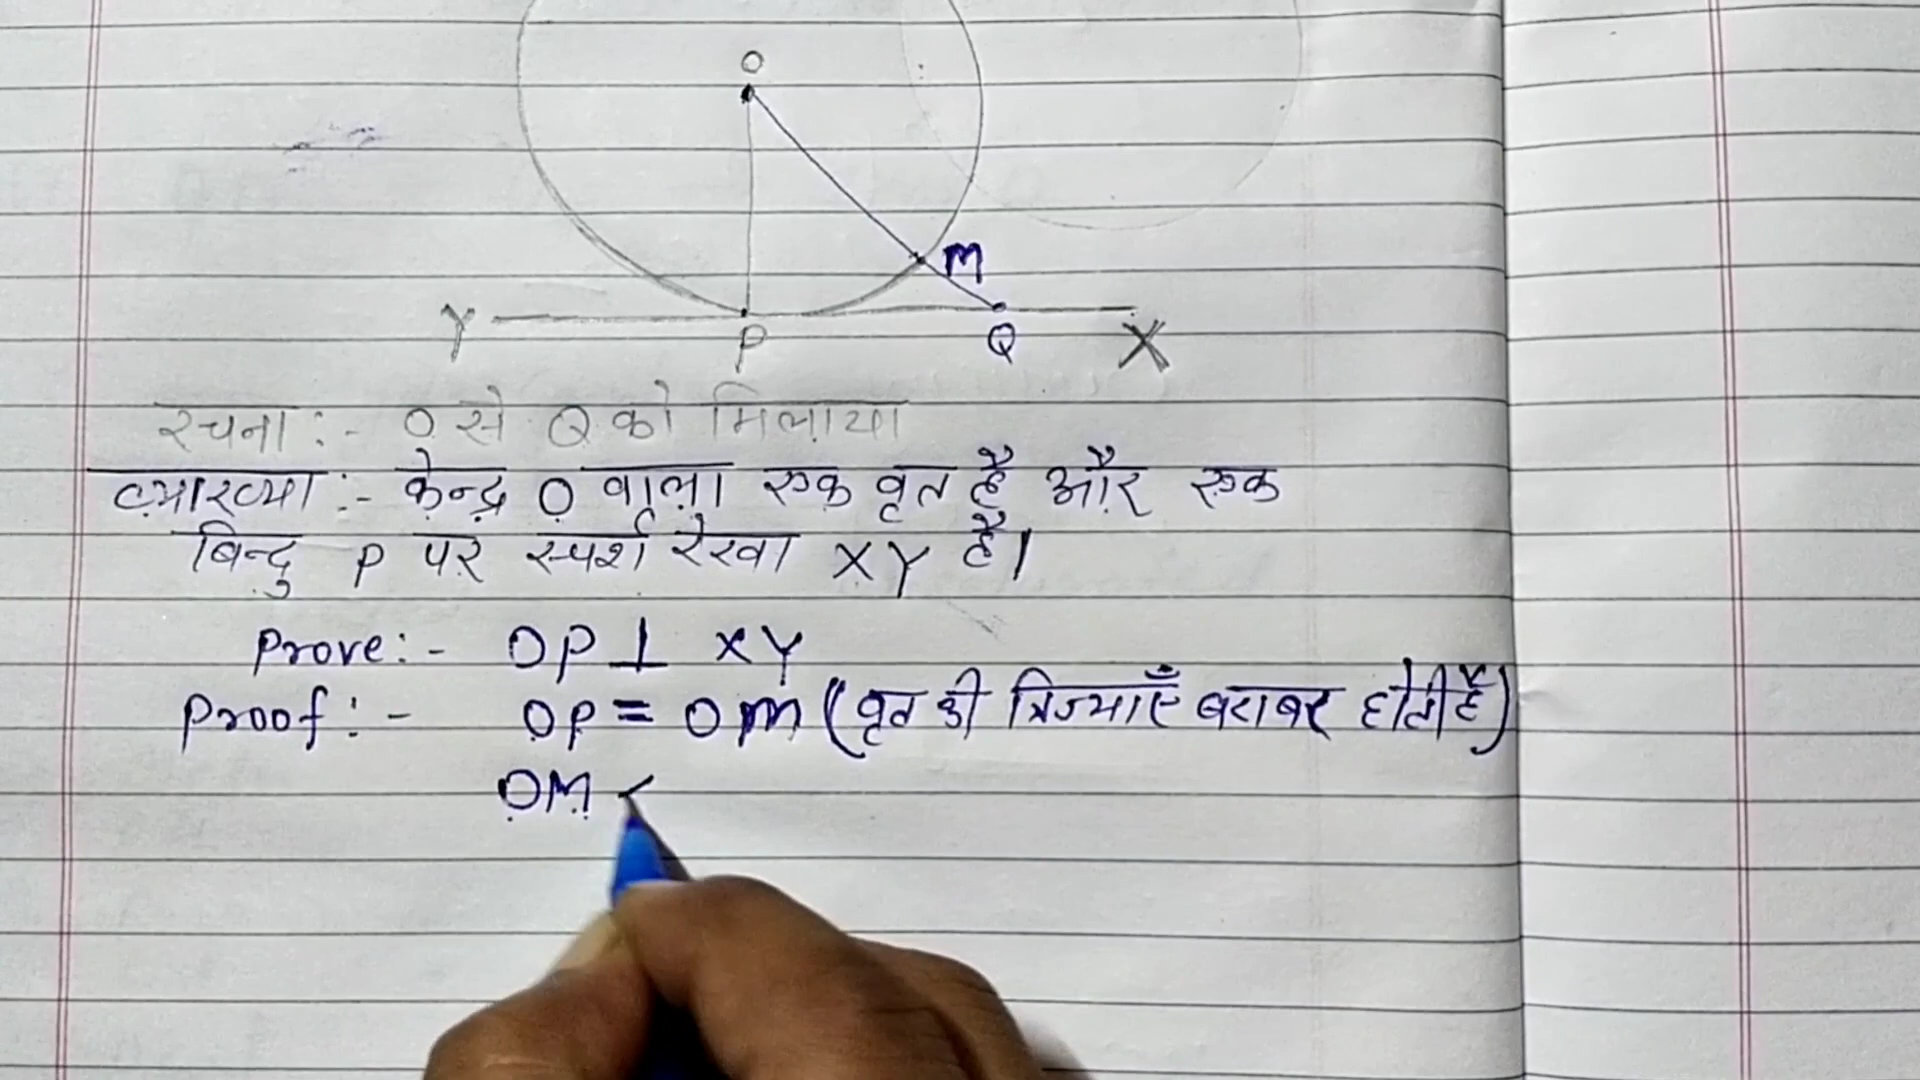 O
M
Y P Q X
रचना :- O से Q को मिलाया
व्याख्या :- केन्द्र O वाला एक वृत है और एक
बिन्दु P पर स्पर्श रेखा XY है।
Prove :- OP ⊥ XY
Proof :- OP = OM (वृत की त्रिज्याएँ बराबर होती हैं)
OM <